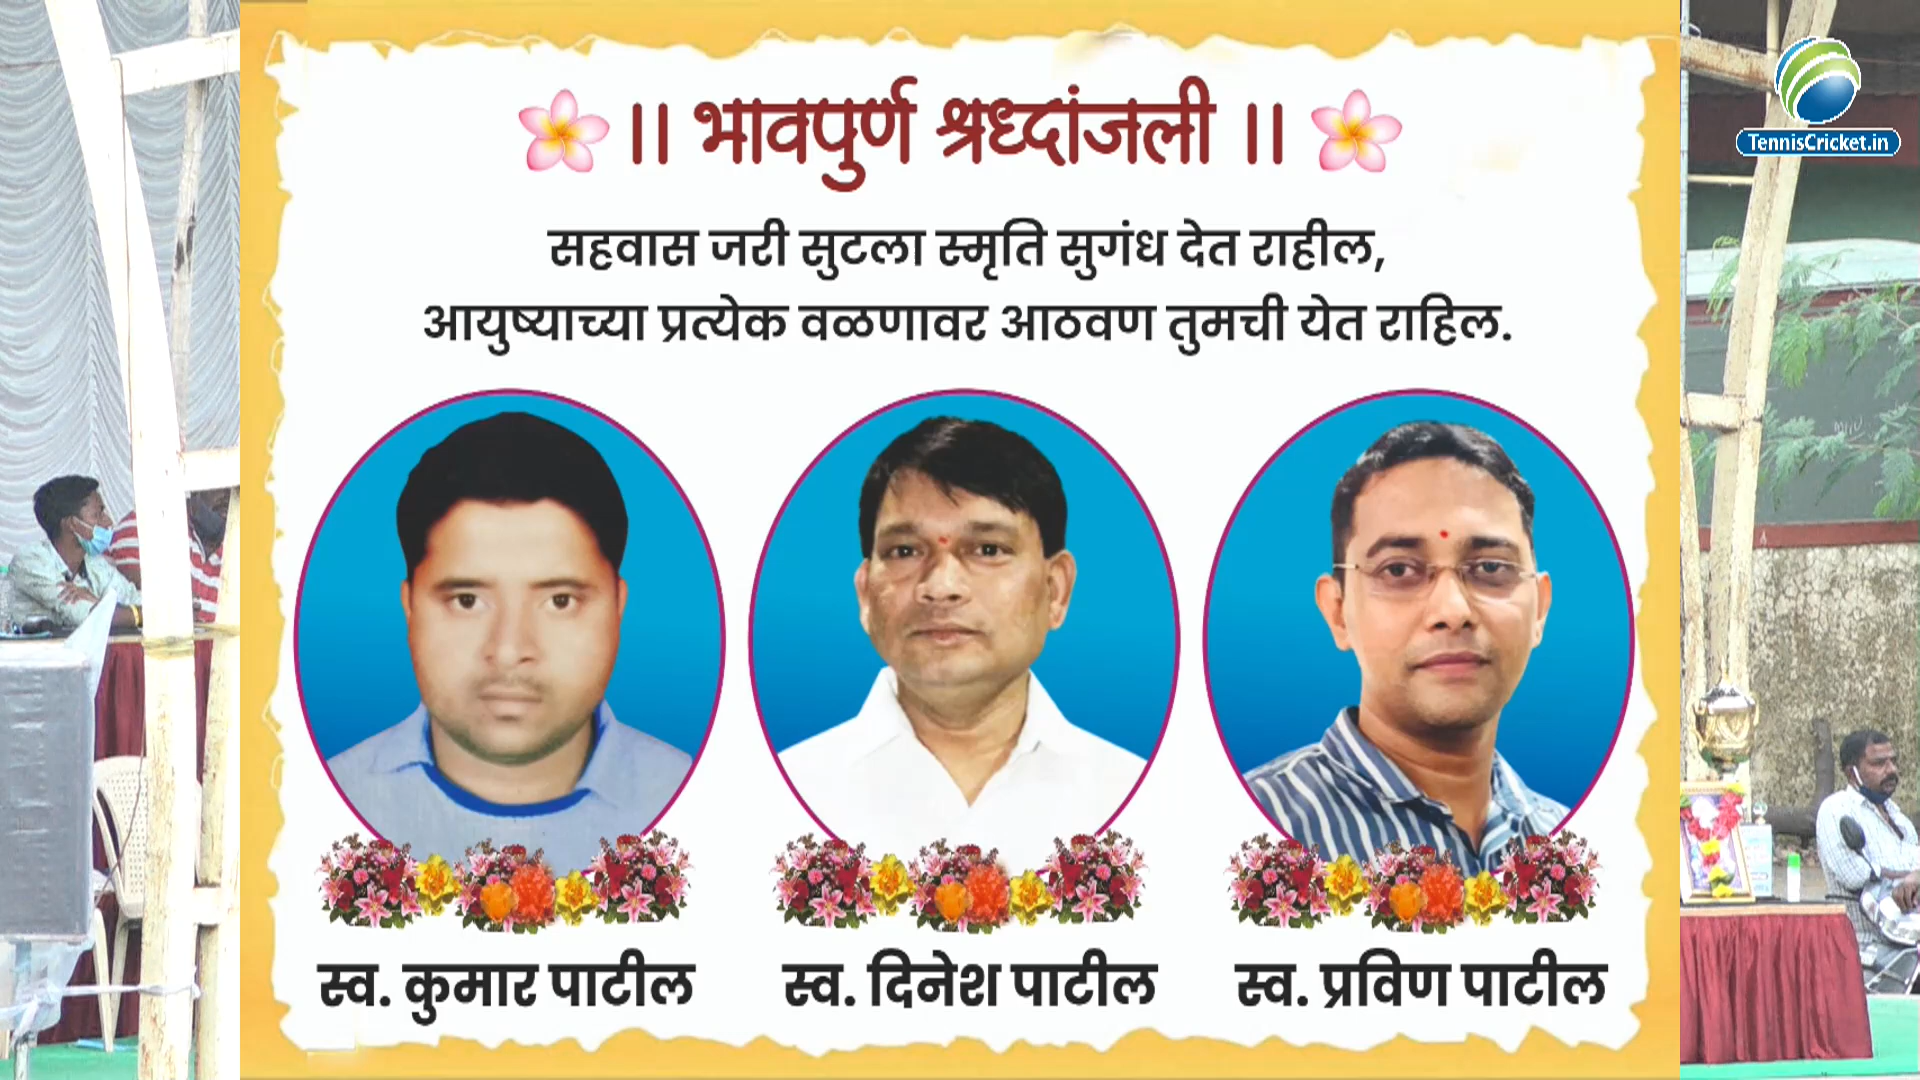 ।। भावपुर्ण श्रध्दांजली ।।
TennisCricket.in
सहवास जरी सुटला स्मृति सुगंध देत राहील,
आयुष्याच्या प्रत्येक वळणावर आठवण तुमची येत राहिल.
स्व. कुमार पाटील
स्व. दिनेश पाटील
स्व. प्रविण पाटील